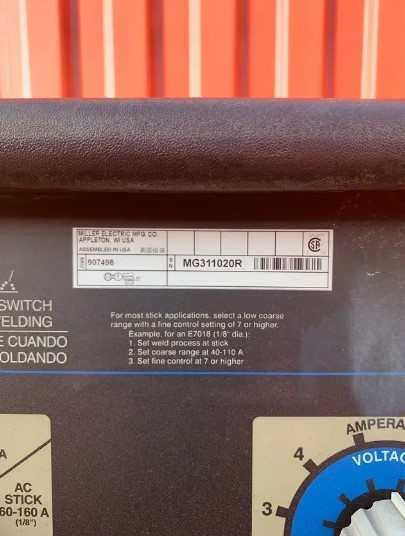 MILLER ELECTRIC MFG. CO.
APPLETON, WI USA
ASSEMBLED IN USA
907498
MG311020R
SWITCH
ELDING
E CUANDO
OLDANDO
For most stick applications, select a low coarse
range with a fine control setting of 7 or higher.
Example, for an E7018 (1/8" dia.):
1. Set weld process at stick
2. Set coarse range at 40-110 A
3. Set fine control at 7 or higher
A
AC
STICK
60-160 A
(1/8")
AMPERA
VOLTAG
4
3